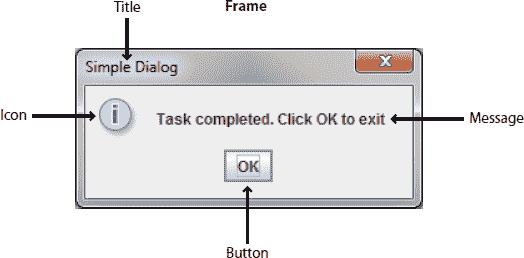 Title
Frame
Simple Dialog
Icon
i
Task completed. Click OK to exit
Message
OK
Button